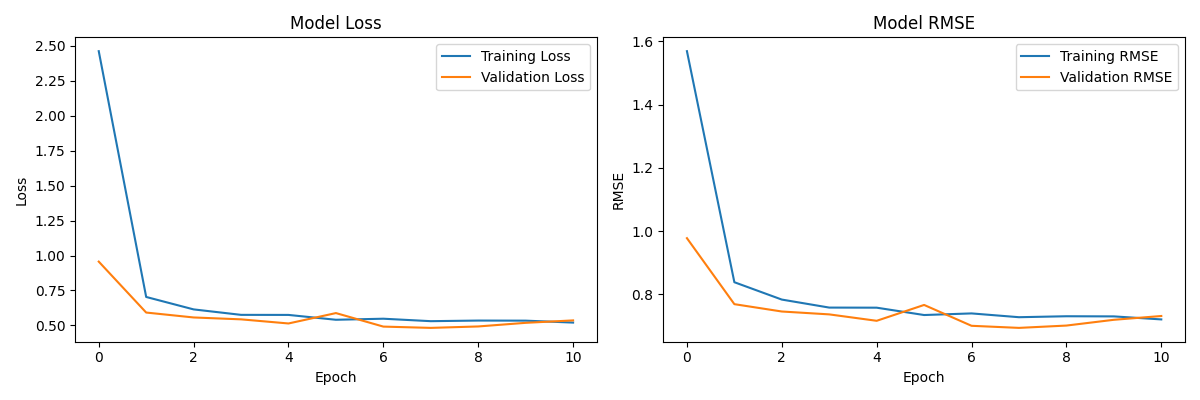 Model Loss
2.50
2.25
2.00
1.75
1.50
1.25
1.00
0.75
0.50
Loss
0 2 4 6 8 10
Epoch
Training Loss
Validation Loss
Model RMSE
1.6
1.4
1.2
1.0
0.8
RMSE
0 2 4 6 8 10
Epoch
Training RMSE
Validation RMSE